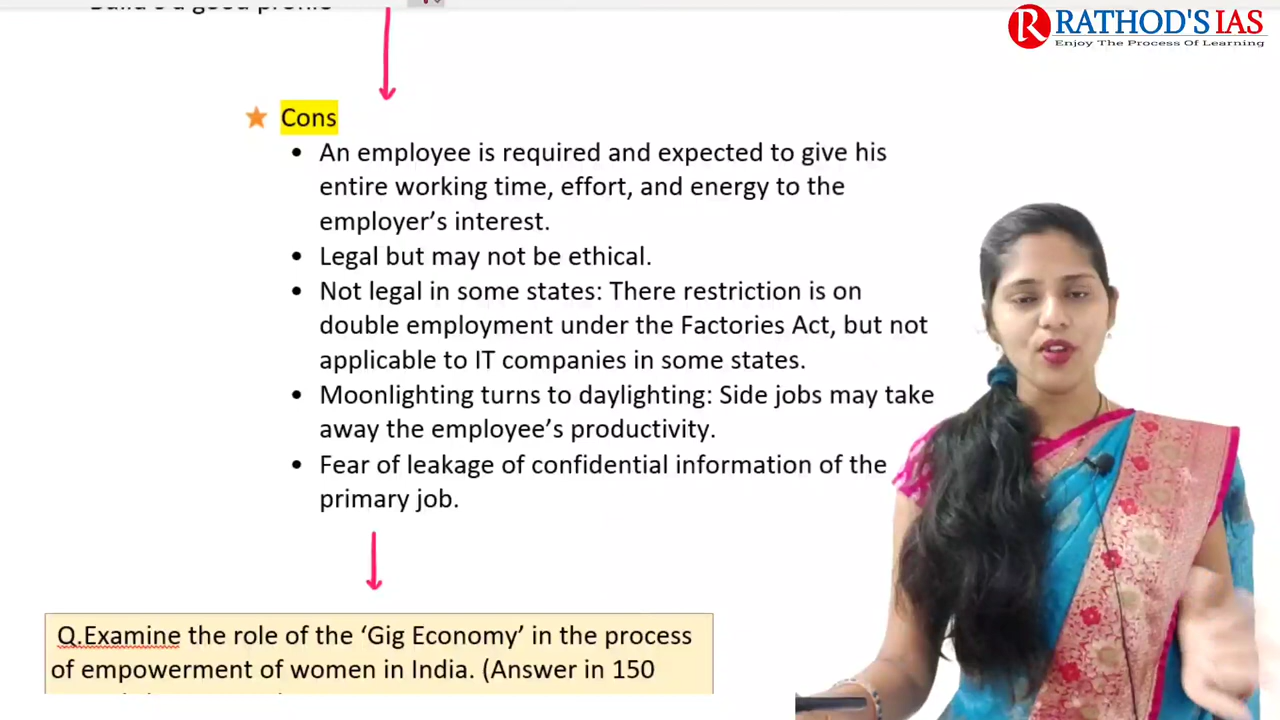 Build's a good profile
RATHOD'S IAS
Enjoy The Process Of Learning
Cons
• An employee is required and expected to give his
entire working time, effort, and energy to the
employer's interest.
• Legal but may not be ethical.
• Not legal in some states: There restriction is on
double employment under the Factories Act, but not
applicable to IT companies in some states.
• Moonlighting turns to daylighting: Side jobs may take
away the employee's productivity.
• Fear of leakage of confidential information of the
primary job.
Q.Examine the role of the ‘Gig Economy’ in the process
of empowerment of women in India. (Answer in 150